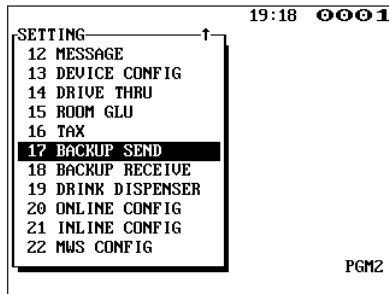 19:18 0001
SETTING ↑
12 MESSAGE
13 DEVICE CONFIG
14 DRIVE THRU
15 ROOM GLU
16 TAX
17 BACKUP SEND
18 BACKUP RECEIVE
19 DRINK DISPENSER
20 ONLINE CONFIG
21 INLINE CONFIG
22 MWS CONFIG
PGM2